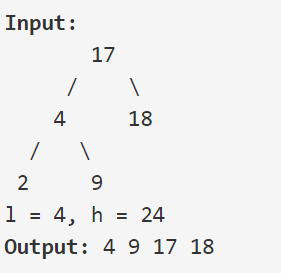 Input:
17
/ \
4 18
/ \
2 9
l = 4, h = 24
Output: 4 9 17 18